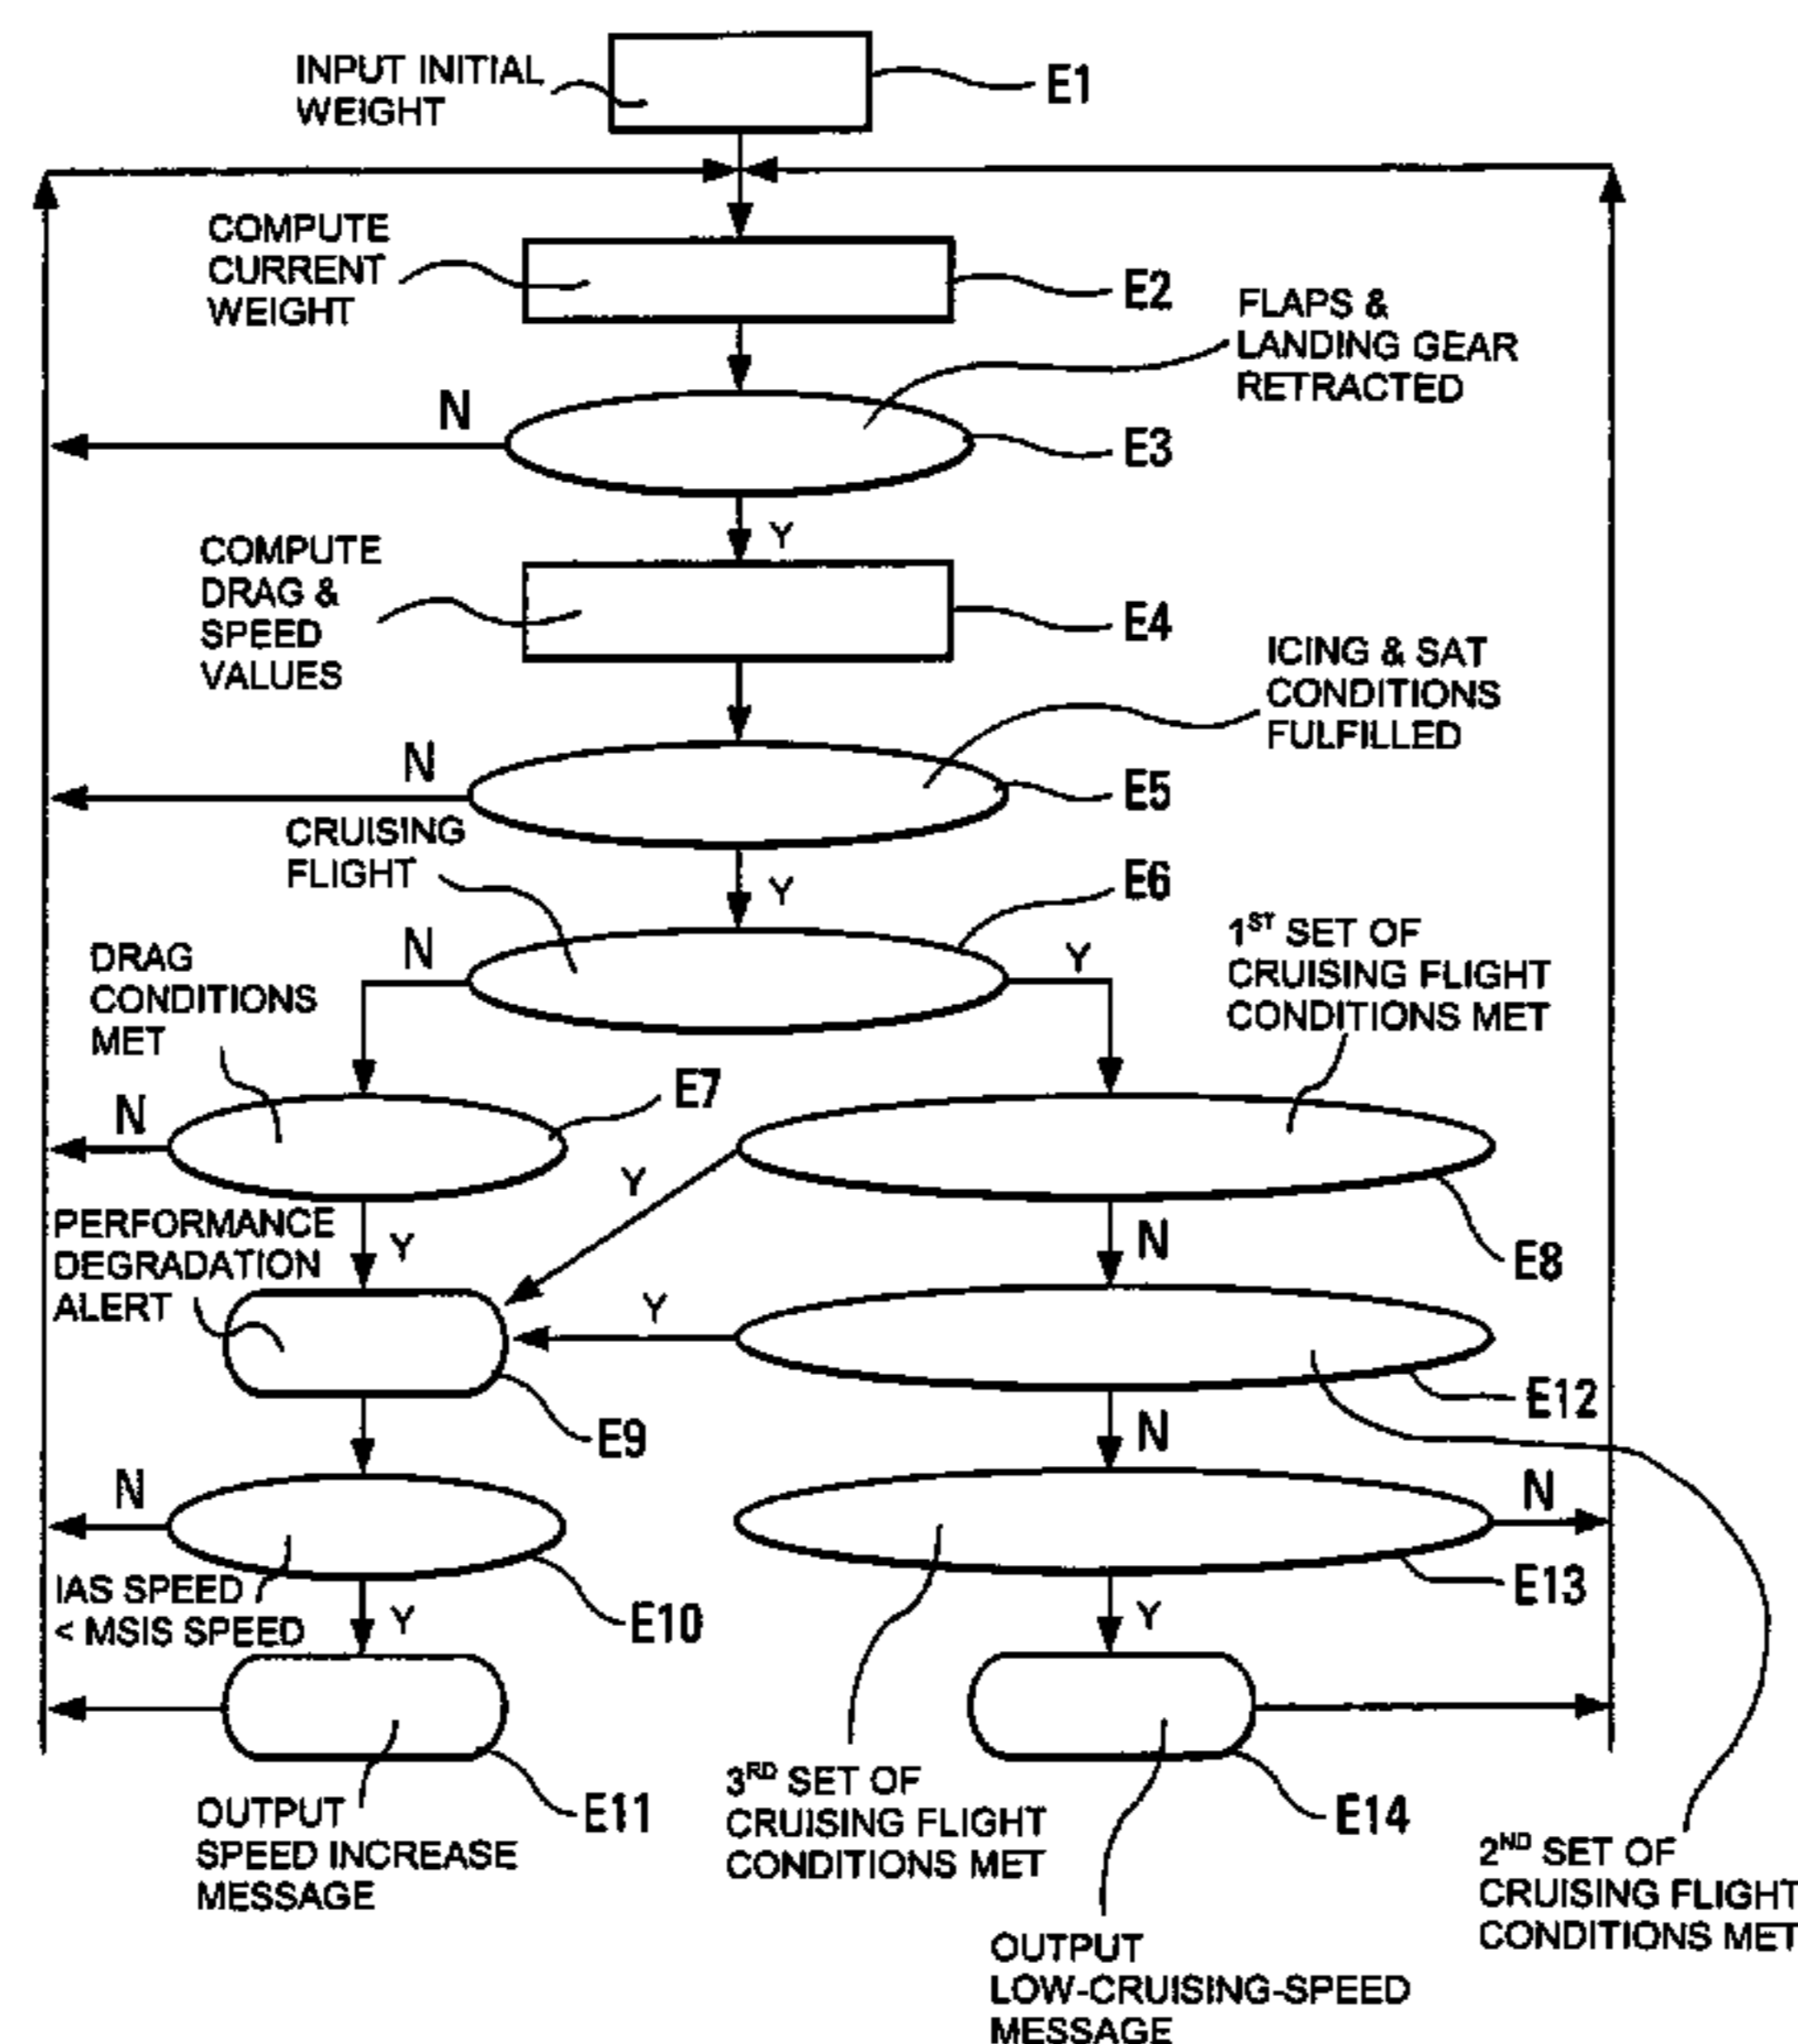 INPUT INITIAL
WEIGHT
E1
COMPUTE
CURRENT
WEIGHT
E2
FLAPS &
LANDING GEAR
RETRACTED
N
E3
Y
COMPUTE
DRAG &
SPEED
VALUES
E4
ICING & SAT
CONDITIONS
FULFILLED
N
E5
CRUISING
FLIGHT
Y
E6
N
Y
DRAG
CONDITIONS
MET
1ST SET OF
CRUISING FLIGHT
CONDITIONS MET
N
E7
Y
E8
N
Y
PERFORMANCE
DEGRADATION
ALERT
Y
E9
E12
N
N
N
IAS SPEED
< MSIS SPEED
E10
E13
Y
Y
OUTPUT
SPEED INCREASE
MESSAGE
E11
3RD SET OF
CRUISING FLIGHT
CONDITIONS MET
E14
2ND SET OF
CRUISING FLIGHT
CONDITIONS MET
OUTPUT
LOW-CRUISING-SPEED
MESSAGE